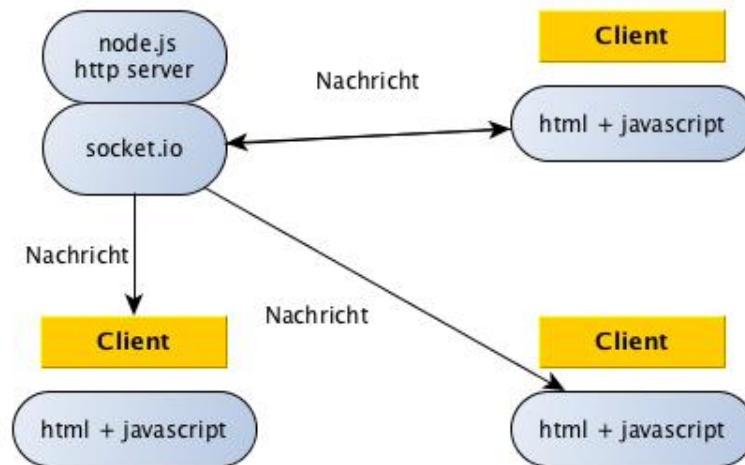 node.js
http server
Client
Nachricht
html + javascript
socket.io
Nachricht
Nachricht
Client
Client
html + javascript
html + javascript